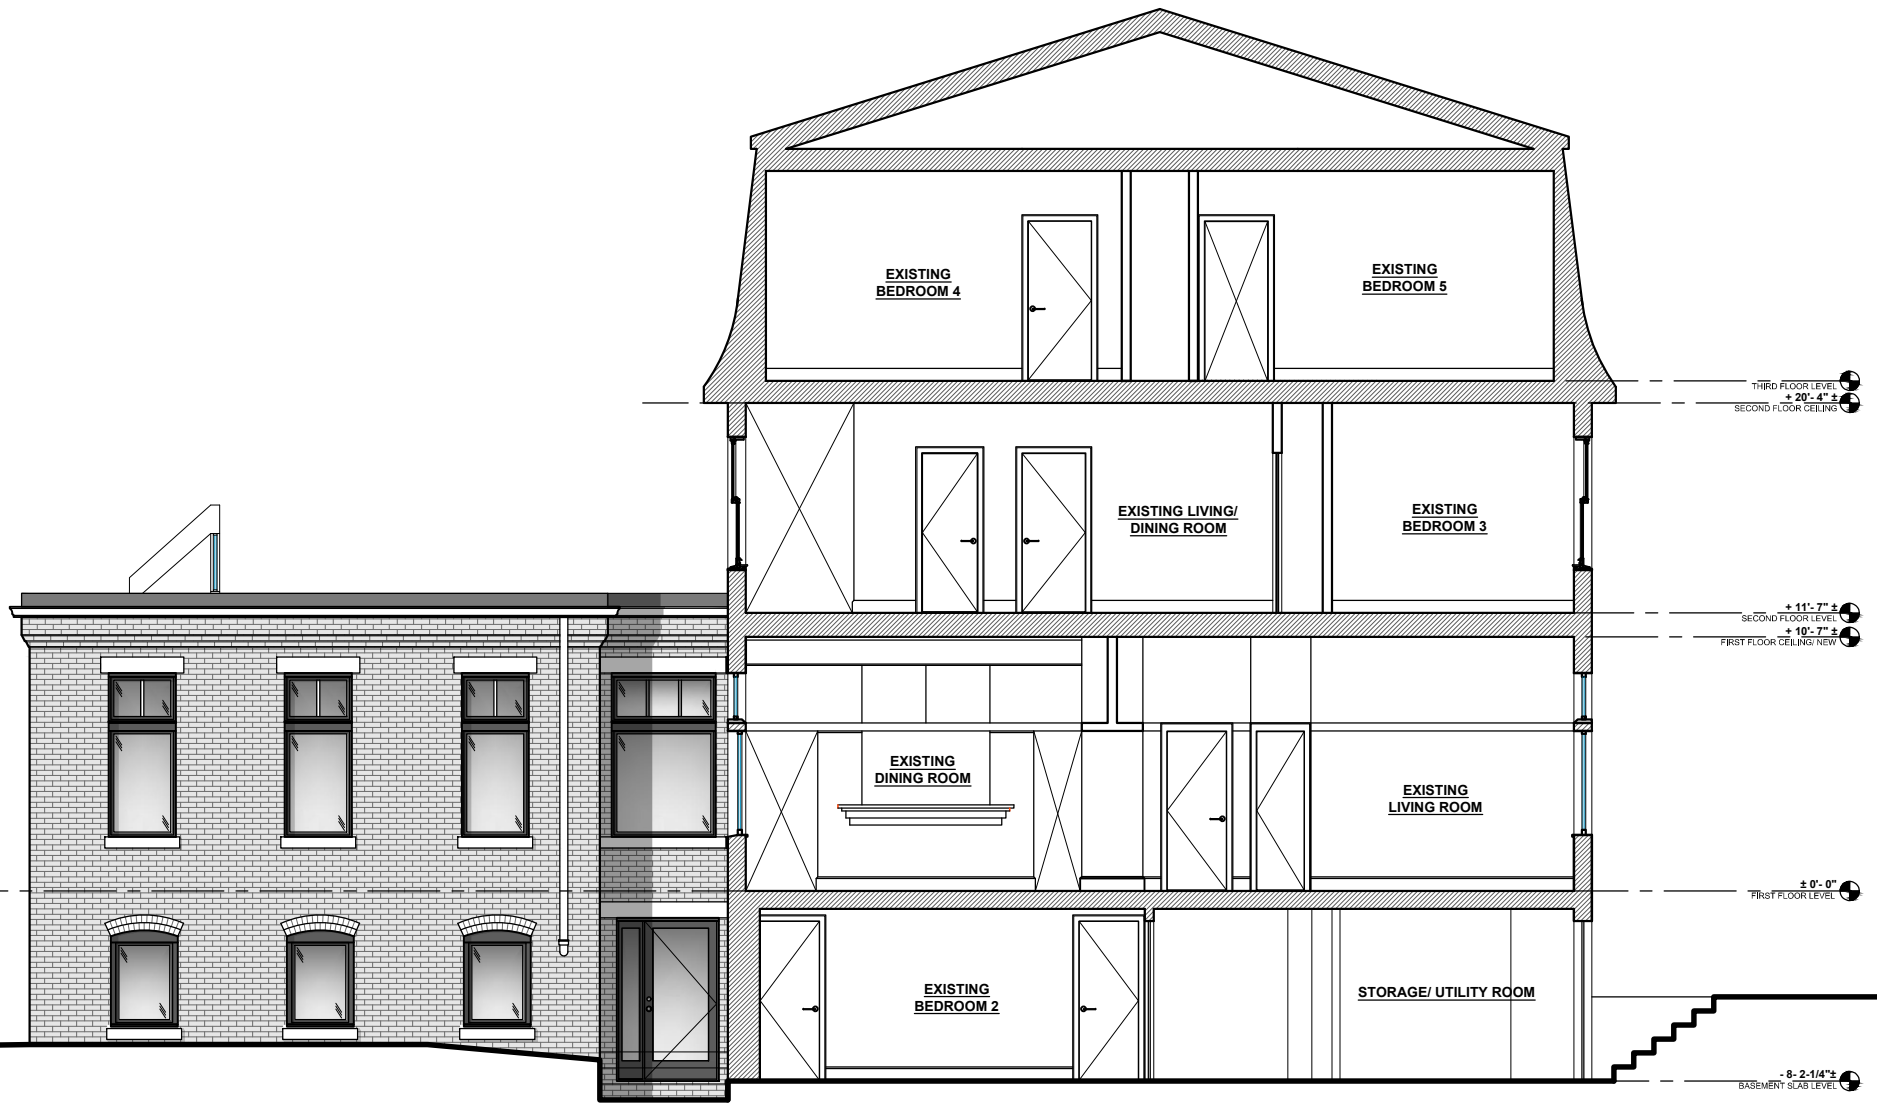 EXISTING
BEDROOM 4
EXISTING
BEDROOM 5
THIRD FLOOR LEVEL
+ 20'- 4" ±
SECOND FLOOR CEILING
EXISTING LIVING/
DINING ROOM
EXISTING
BEDROOM 3
+ 11'- 7" ±
SECOND FLOOR LEVEL
+ 10'- 7" ±
FIRST FLOOR CEILING/ NEW
EXISTING
DINING ROOM
EXISTING
LIVING ROOM
± 0'- 0"
FIRST FLOOR LEVEL
EXISTING
BEDROOM 2
STORAGE/ UTILITY ROOM
- 8- 2-1/4"±
BASEMENT SLAB LEVEL